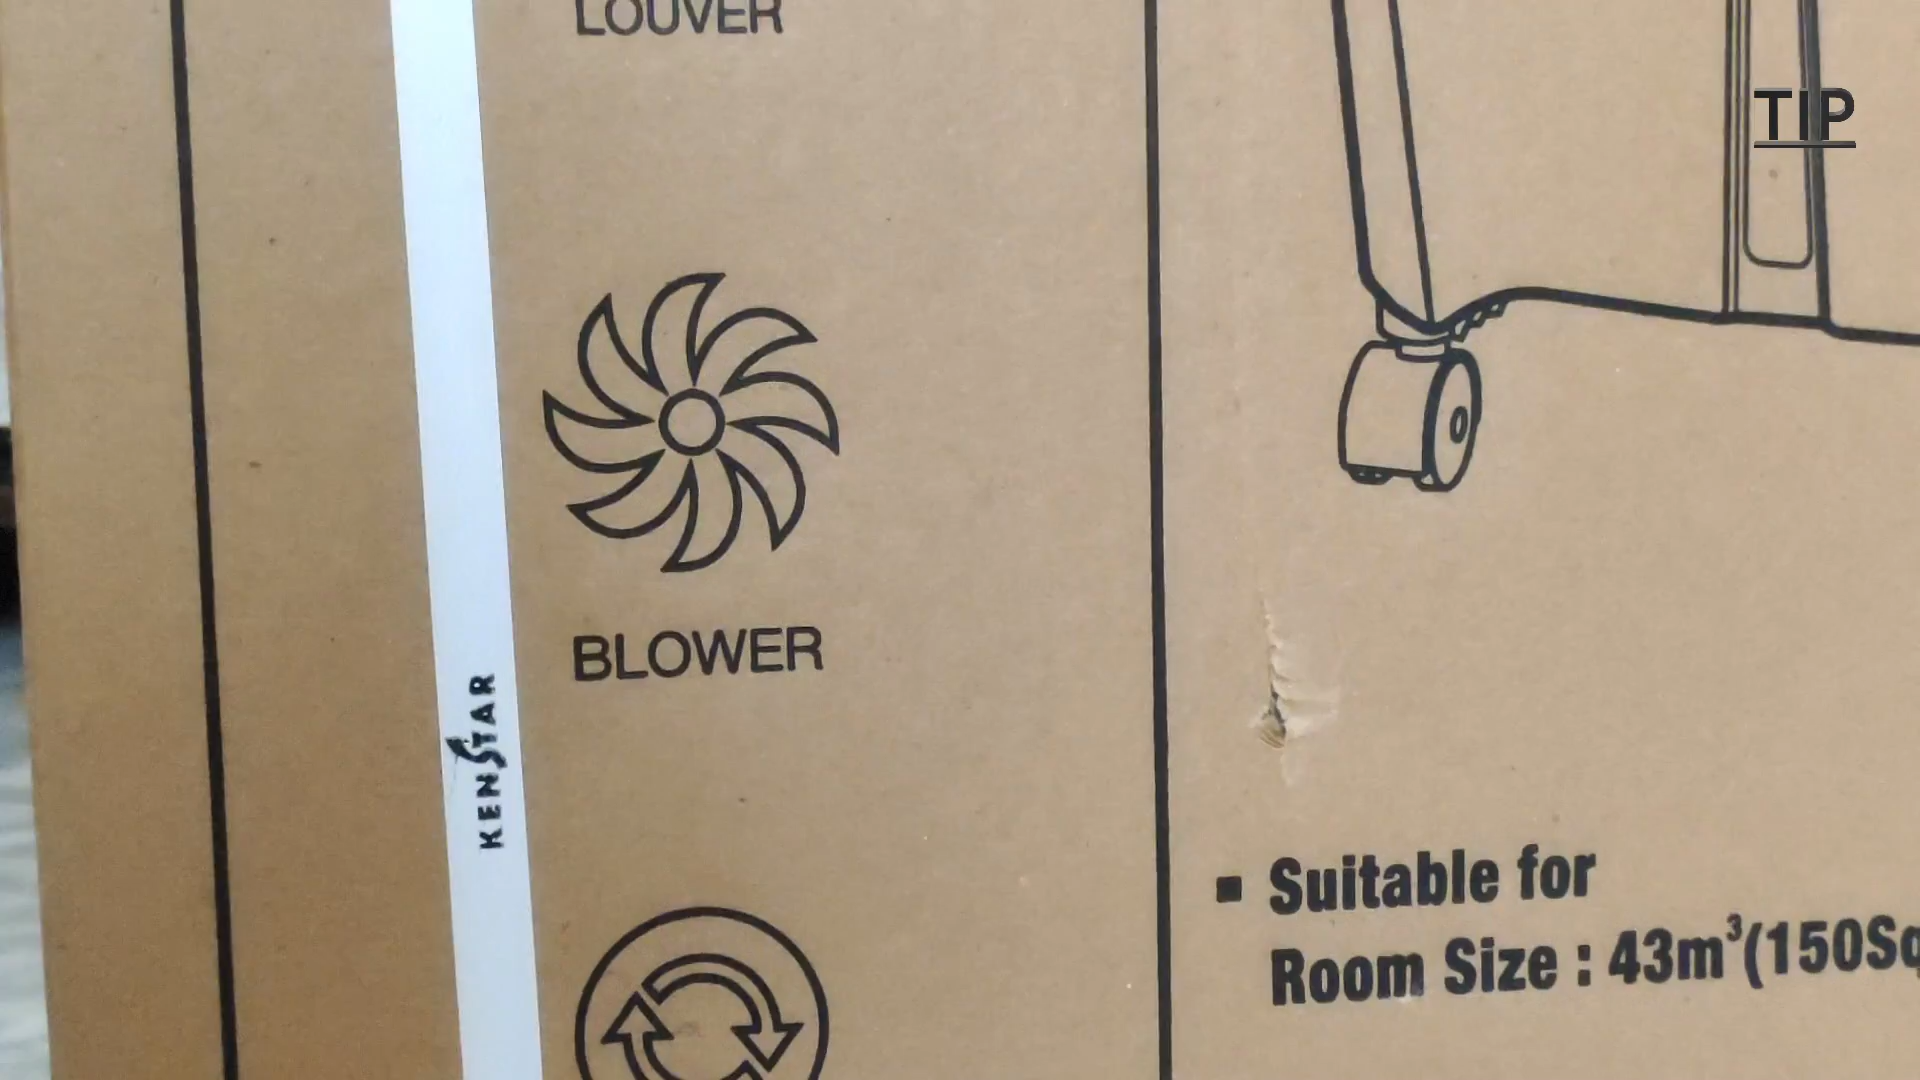 LOUVER
TIP
BLOWER
KENSTAR
▪ Suitable for
Room Size : 43m³(150Sq